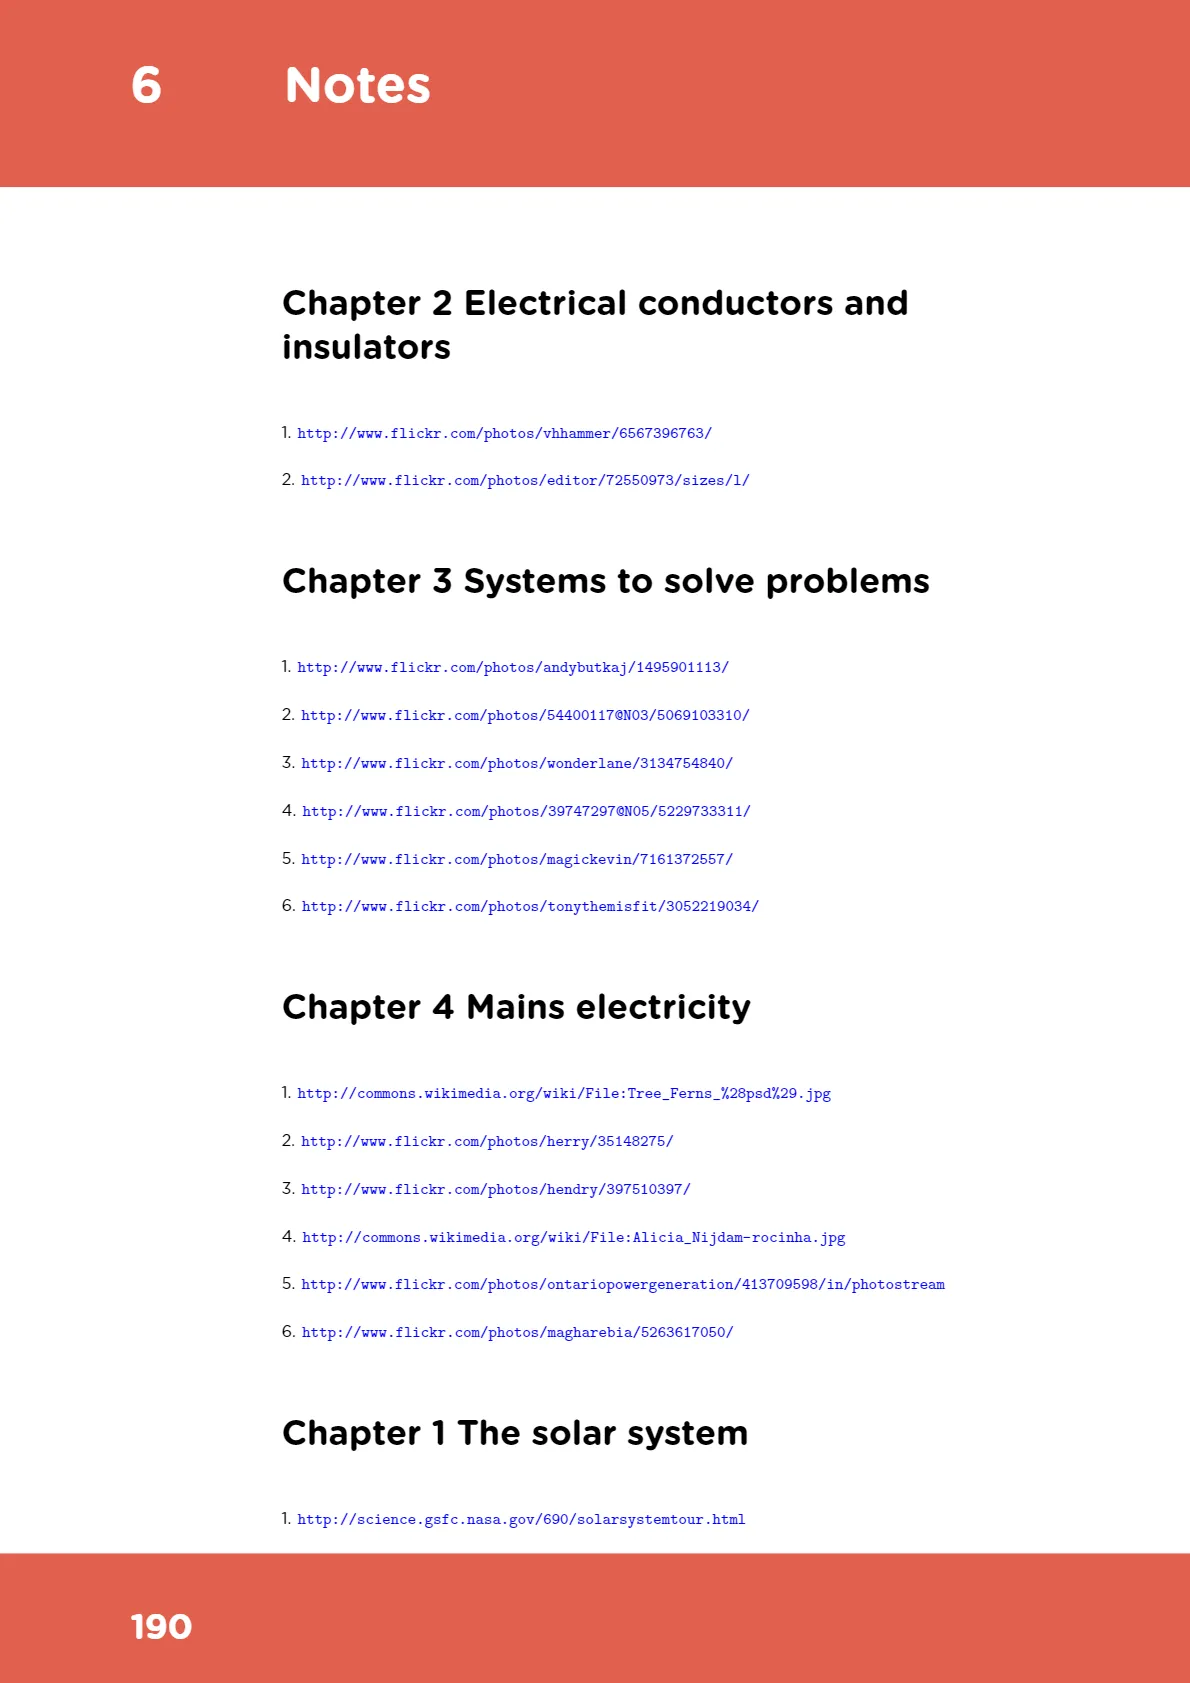 6 Notes
Chapter 2 Electrical conductors and
insulators
1. http://www.flickr.com/photos/vhhammer/6567396763/
2. http://www.flickr.com/photos/editor/72550973/sizes/l/
Chapter 3 Systems to solve problems
1. http://www.flickr.com/photos/andybutkaj/1495901113/
2. http://www.flickr.com/photos/54400117@N03/5069103310/
3. http://www.flickr.com/photos/wonderlane/3134754840/
4. http://www.flickr.com/photos/39747297@N05/5229733311/
5. http://www.flickr.com/photos/magickevin/7161372557/
6. http://www.flickr.com/photos/tonythemisfit/3052219034/
Chapter 4 Mains electricity
1. http://commons.wikimedia.org/wiki/File:Tree_Ferns_%28psd%29.jpg
2. http://www.flickr.com/photos/herry/35148275/
3. http://www.flickr.com/photos/hendry/397510397/
4. http://commons.wikimedia.org/wiki/File:Alicia_Nijdam-rocinha.jpg
5. http://www.flickr.com/photos/ontariopowergeneration/413709598/in/photostream
6. http://www.flickr.com/photos/magharebia/5263617050/
Chapter 1 The solar system
1. http://science.gsfc.nasa.gov/690/solarsystemtour.html
190